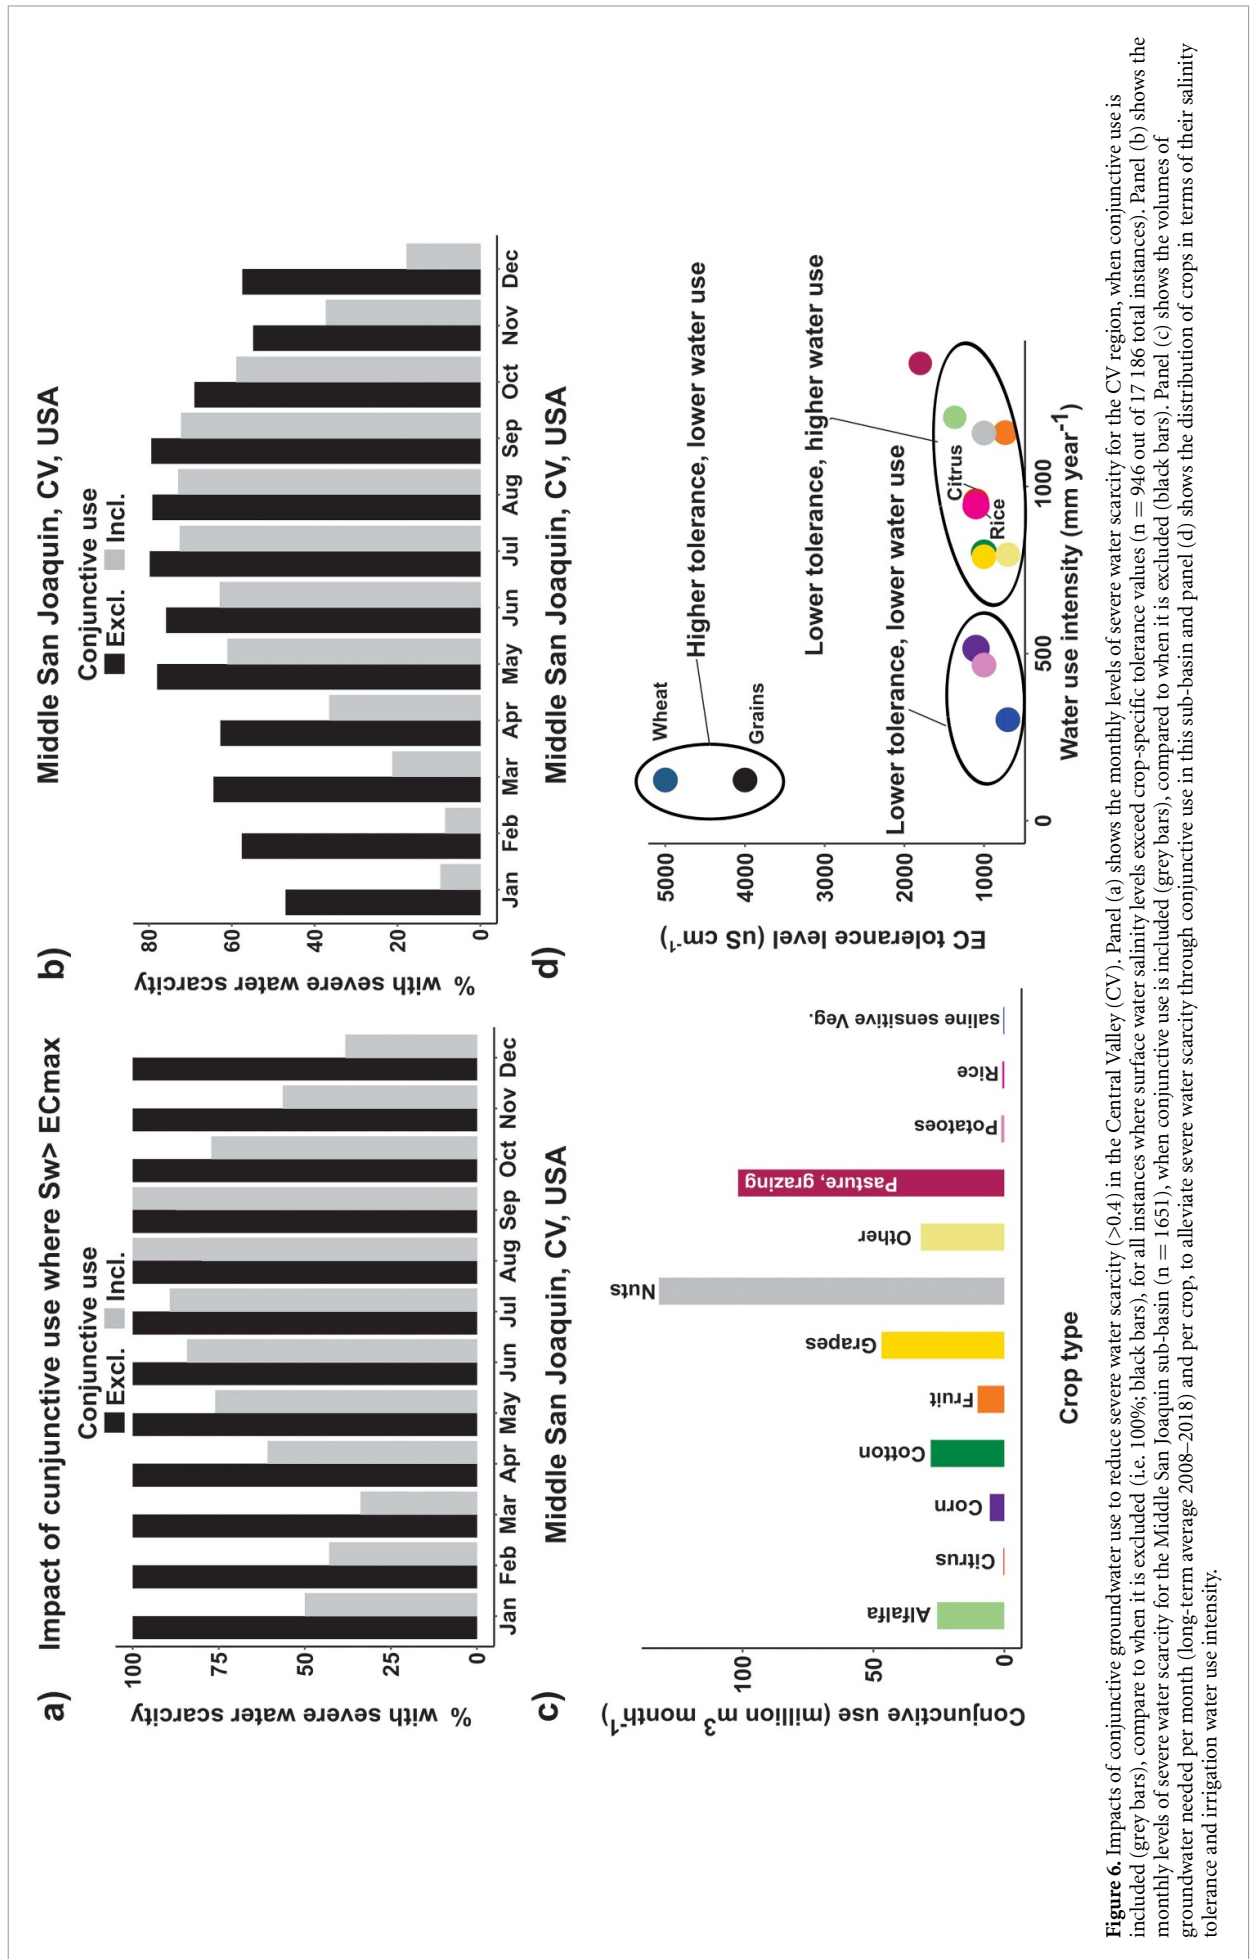 a)
Impact of cunjunctive use where Sw> ECmax
Conjunctive use
Excl. Incl.
% with severe water scarcity
100
75
50
25
0
Jan Feb Mar Apr May Jun Jul Aug Sep Oct Nov Dec
b)
Middle San Joaquin, CV, USA
Conjunctive use
Excl. Incl.
% with severe water scarcity
80
60
40
20
0
Jan Feb Mar Apr May Jun Jul Aug Sep Oct Nov Dec
c)
Middle San Joaquin, CV, USA
Conjunctive use (million m³ month⁻¹)
100
50
0
Alfalfa
Citrus
Corn
Cotton
Fruit
Grapes
Nuts
Other
Pasture, grazing
Potatoes
Rice
saline sensitive Veg.
Crop type
d)
Middle San Joaquin, CV, USA
EC tolerance level (uS cm⁻¹)
5000
4000
3000
2000
1000
Wheat
Grains
Higher tolerance, lower water use
Lower tolerance, higher water use
Lower tolerance, lower water use
Citrus
Rice
0
500
1000
Water use intensity (mm year⁻¹)
Figure 6. Impacts of conjunctive groundwater use to reduce severe water scarcity (>0.4) in the Central Valley (CV). Panel (a) shows the monthly levels of severe water scarcity for the CV region, when conjunctive use is
included (grey bars), compare to when it is excluded (i.e. 100%; black bars), for all instances where surface water salinity levels exceed crop-specific tolerance values (n = 946 out of 17 186 total instances). Panel (b) shows the
monthly levels of severe water scarcity for the Middle San Joaquin sub-basin (n = 1651), when conjunctive use is included (grey bars), compared to when it is excluded (black bars). Panel (c) shows the volumes of
groundwater needed per month (long-term average 2008–2018) and per crop, to alleviate severe water scarcity through conjunctive use in this sub-basin and panel (d) shows the distribution of crops in terms of their salinity
tolerance and irrigation water use intensity.